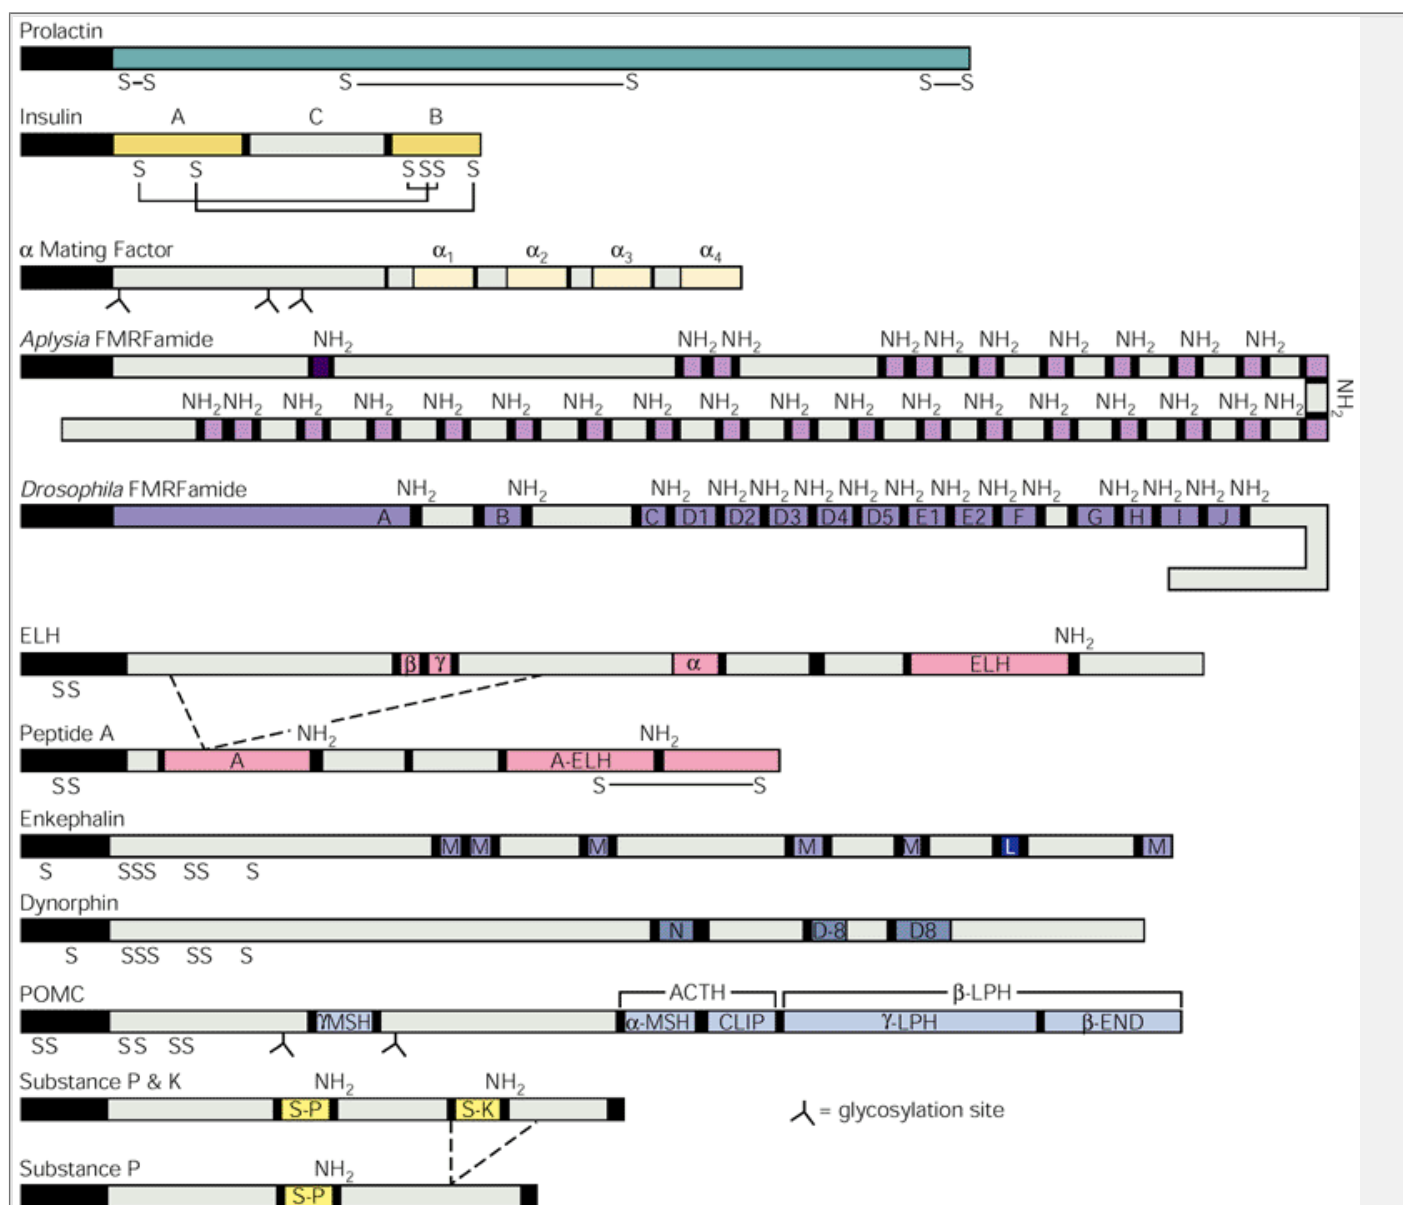 Prolactin
S–S S — S S—S
Insulin A C B
S S SSS S
α Mating Factor α1 α2 α3 α4
Aplysia FMRFamide NH2 NH2 NH2 NH2 NH2 NH2 NH2 NH2 NH2 NH2
NH2
NH2 NH2 NH2 NH2 NH2 NH2 NH2 NH2 NH2 NH2 NH2 NH2 NH2 NH2 NH2 NH2 NH2
Drosophila FMRFamide NH2 NH2 NH2 NH2 NH2 NH2 NH2 NH2 NH2 NH2 NH2 NH2 NH2 NH2 NH2
A B C D1 D2 D3 D4 D5 E1 E2 F G H I J
ELH NH2
β γ α ELH
SS
Peptide A NH2 NH2
A A-ELH
SS S — S
Enkephalin
M M M M M L M
S SSS SS S
Dynorphin
N D-8 D8
S SSS SS S
POMC ACTH β-LPH
γMSH α-MSH CLIP γ-LPH β-END
SS SS SS
Substance P & K NH2 NH2
S-P S-K = glycosylation site
Substance P NH2
S-P